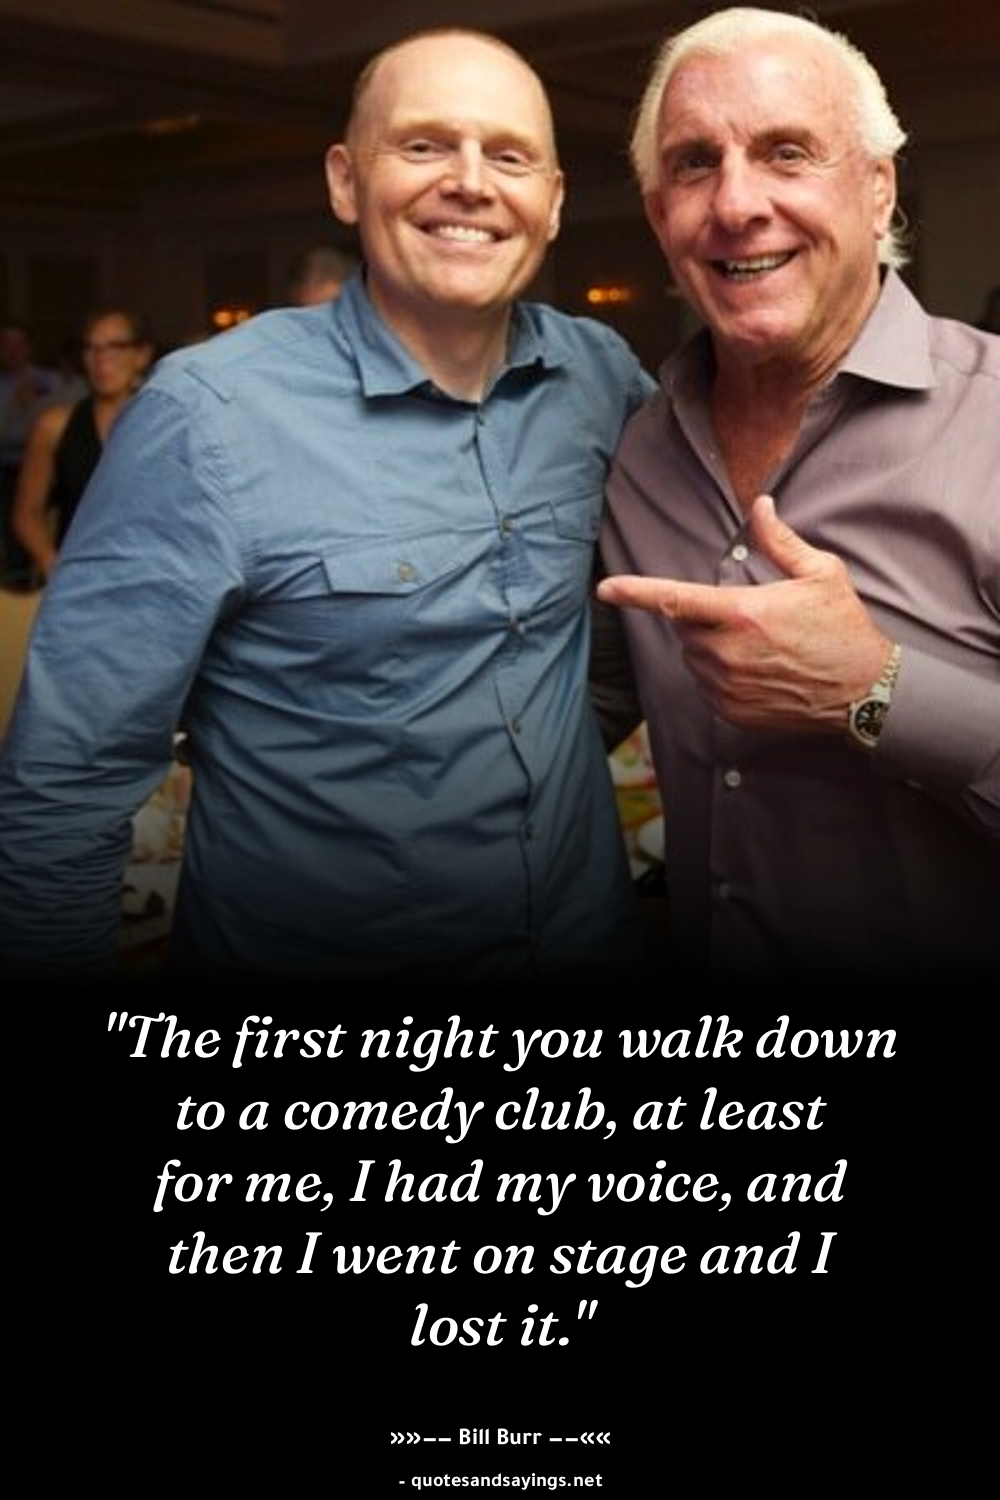 "The first night you walk down
to a comedy club, at least
for me, I had my voice, and
then I went on stage and I
lost it."
»»–– Bill Burr ––««
- quotesandsayings.net